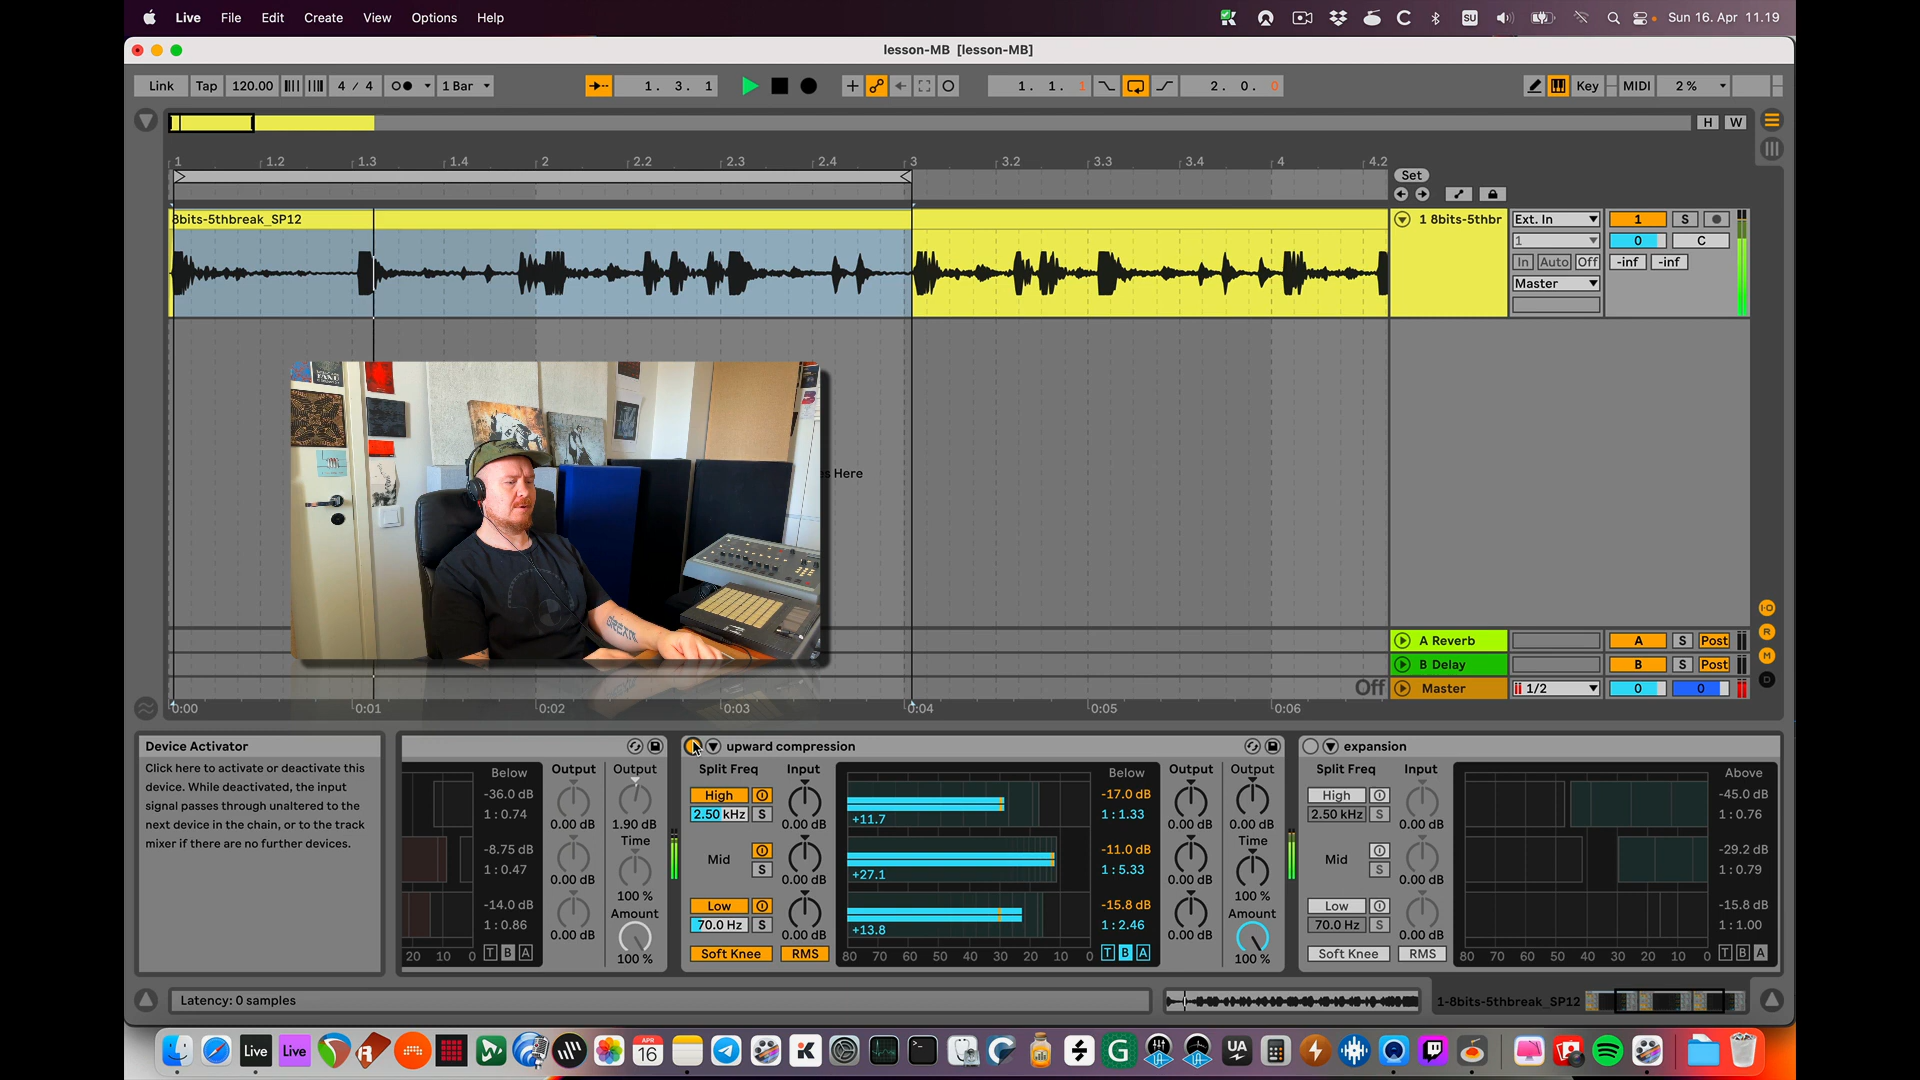 Live File Edit Create View Options Help
SU
Sun 16. Apr 11.19
lesson-MB [lesson-MB]
Link Tap 120.00 4 / 4 1 Bar
1. 3. 1
1. 1. 1
2. 0. 0
Key MIDI 2 %
H W
1 1.2 1.3 1.4 2 2.2 2.3 2.4 3 3.2 3.3 3.4 4 4.2
Set
8bits-5thbreak_SP12
1 8bits-5thbr
Ext. In
1 S
1
0 C
In Auto Off
-inf -inf
Master
es Here
A Reverb
A S Post
B Delay
B S Post
Off
Master
1/2
0 0
0:00 0:01 0:02 0:03 0:04 0:05 0:06
R
M
D
Device Activator
Click here to activate or deactivate this
device. While deactivated, the input
signal passes through unaltered to the
next device in the chain, or to the track
mixer if there are no further devices.
Below Output Output
-36.0 dB
1 : 0.74
0.00 dB 1.90 dB
Time
-8.75 dB
1 : 0.47
0.00 dB 100 %
-14.0 dB
Amount
1 : 0.86
0.00 dB
20 10 0 T B A 100 %
upward compression
Split Freq Input Below Output Output
High
-17.0 dB
2.50 kHz S
+11.7
1 : 1.33
0.00 dB 0.00 dB 0.00 dB
Time
-11.0 dB
Mid
S
+27.1
1 : 5.33
0.00 dB 0.00 dB 100 %
Low
-15.8 dB
Amount
70.0 Hz S
+13.8
1 : 2.46
0.00 dB 0.00 dB
Soft Knee RMS 80 70 60 50 40 30 20 10 0 T B A 100 %
expansion
Split Freq Input Above
High
-45.0 dB
2.50 kHz S
0.00 dB
1 : 0.76
-29.2 dB
Mid
S
0.00 dB
1 : 0.79
Low
-15.8 dB
70.0 Hz S
0.00 dB
1 : 1.00
Soft Knee RMS 80 70 60 50 40 30 20 10 0 T B A
Latency: 0 samples
1-8bits-5thbreak_SP12
Live Live
APR
16
UA